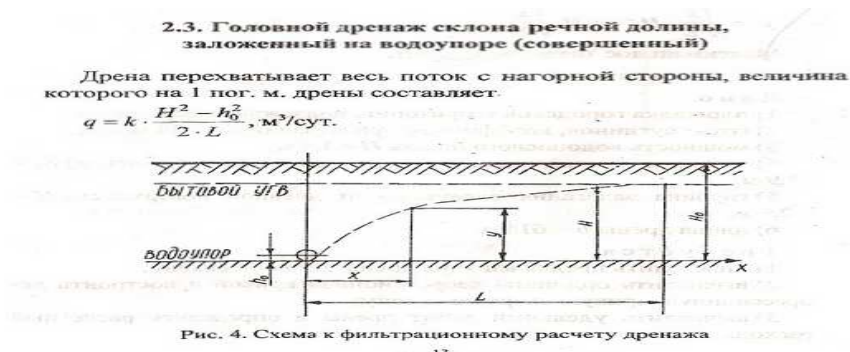 2.3. Головной дренаж склона речной долины,
заложенный на водоупоре (совершенный)
Дрена перехватывает весь поток с нагорной стороны, величина
которого на 1 пог. м. дрены составляет
q = k · (H² − h₀²) / (2 · L), м³/сут.
БЫТОВОЙ УГВ
ВОДОУПОР
h₀
x
y
H
H₀
x
L
Рис. 4. Схема к фильтрационному расчету дренажа